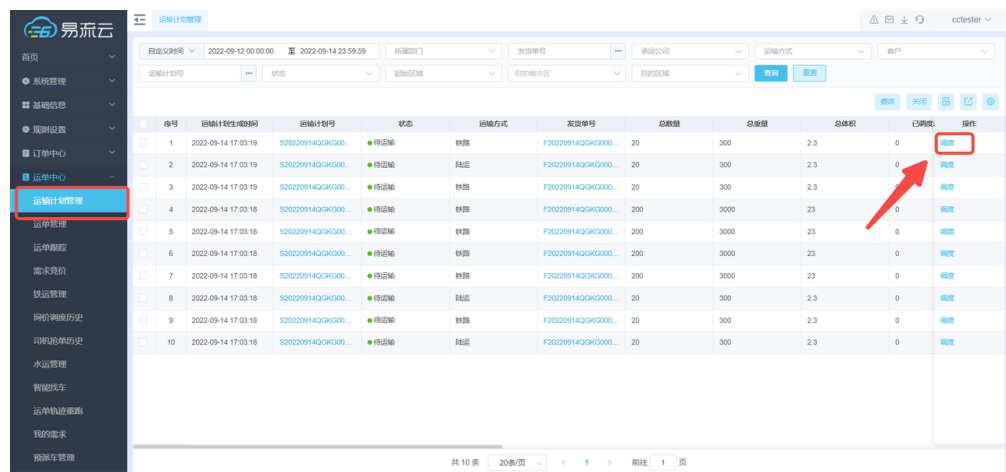 易流云
cctester
运输计划管理
首页
系统管理
基础信息
规则设置
订单中心
运单中心
运输计划管理
运单管理
运单跟踪
需求竞价
铁运管理
询价调度历史
司机抢单历史
水运管理
智能找车
运单轨迹重跑
我的需求
预派车管理
自定义时间 2022-09-12 00:00:00 至 2022-09-14 23:59:59 所属部门 发货单号 承运公司 运输方式 客户
运输计划号 状态 起始区域 目的城市区 目的区域 查询 重置
委派 关闭
序号 运输计划生成时间 运输计划号 状态 运输方式 发货单号 总数量 总重量 总体积 已调度 操作
1 2022-09-14 17:03:19 S20220914QGKG00... 待运输 铁路 F20220914QGKG000... 20 300 2.3 0 调度
2 2022-09-14 17:03:19 S20220914QGKG00... 待运输 陆运 F20220914QGKG000... 20 300 2.3 0 调度
3 2022-09-14 17:03:19 S20220914QGKG00... 待运输 铁路 F20220914QGKG000... 20 300 2.3 0 调度
4 2022-09-14 17:03:18 S20220914QGKG00... 待运输 铁路 F20220914QGKG000... 200 3000 23 0 调度
5 2022-09-14 17:03:18 S20220914QGKG00... 待运输 铁路 F20220914QGKG000... 200 3000 23 0 调度
6 2022-09-14 17:03:18 S20220914QGKG00... 待运输 铁路 F20220914QGKG000... 200 3000 23 0 调度
7 2022-09-14 17:03:18 S20220914QGKG00... 待运输 铁路 F20220914QGKG000... 200 3000 23 0 调度
8 2022-09-14 17:03:18 S20220914QGKG00... 待运输 陆运 F20220914QGKG000... 20 300 2.3 0 调度
9 2022-09-14 17:03:18 S20220914QGKG00... 待运输 铁路 F20220914QGKG000... 20 300 2.3 0 调度
10 2022-09-14 17:03:18 S20220914QGKG00... 待运输 陆运 F20220914QGKG000... 20 300 2.3 0 调度
共 10 条 20条/页 < 1 > 前往 1 页